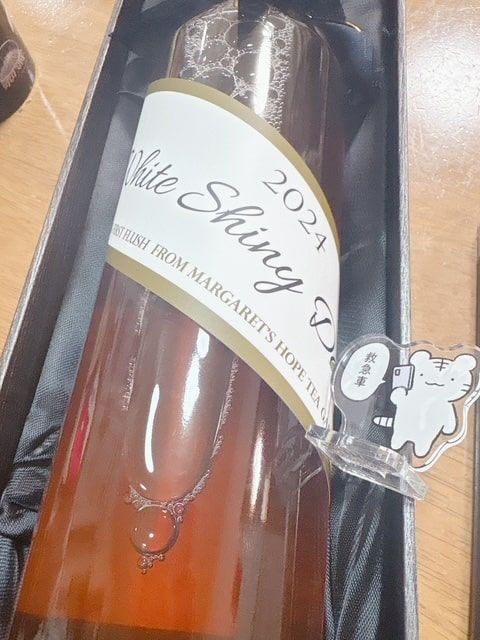 2024
White Shiny
FIRST FLUSH FROM MARGARET'S HOPE TEA
救急車